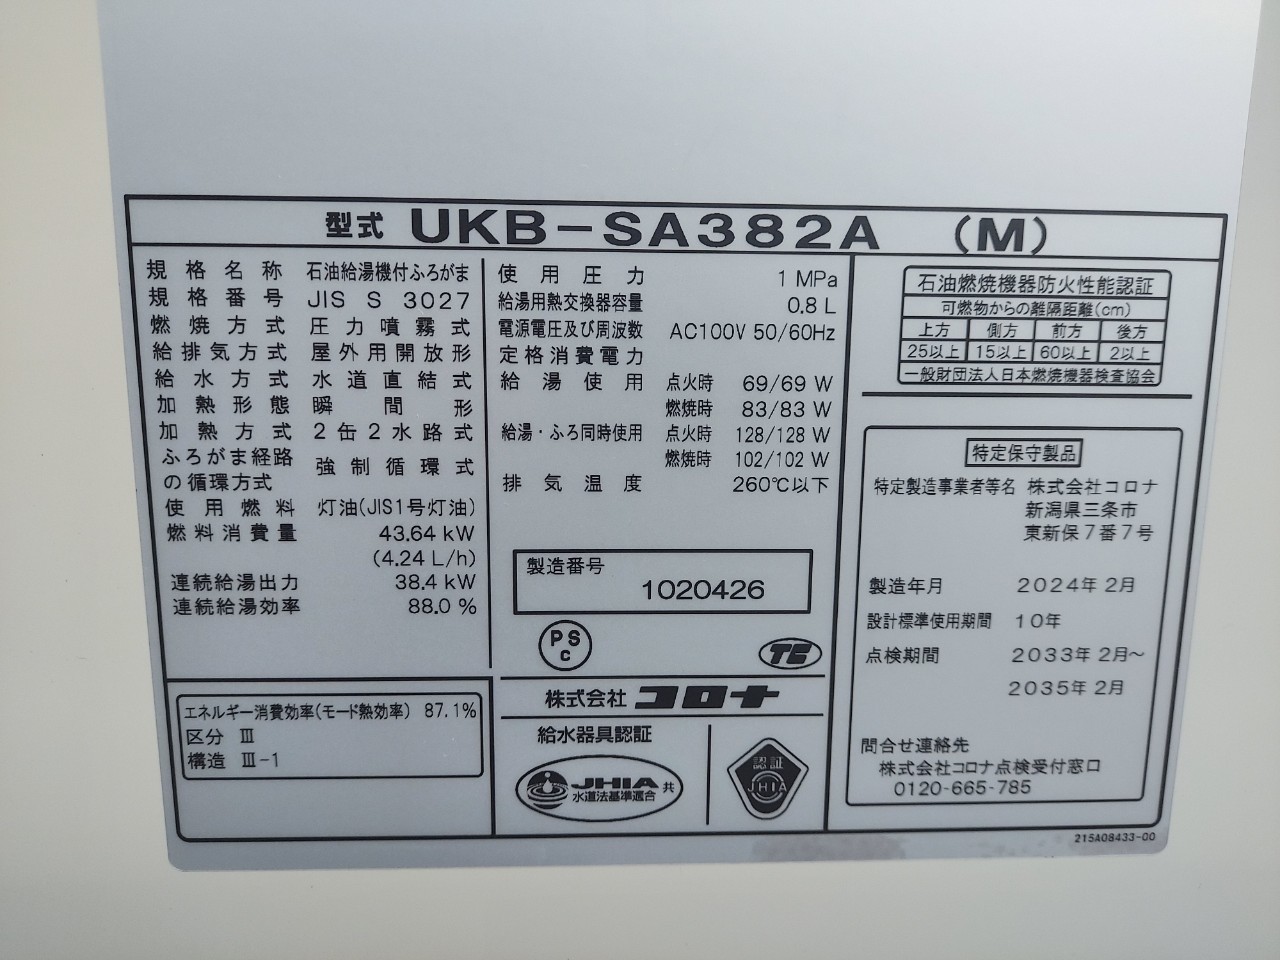 型式 UKB-SA382A (M)
規格名称 石油給湯機付ふろがま
規格番号 JIS S 3027
燃焼方式 圧力噴霧式
給排気方式 屋外用開放形
給水方式 水道直結式
加熱形態 瞬間形
加熱方式 2缶2水路式
ふろがま経路
の循環方式 強制循環式
使用燃料 灯油(JIS1号灯油)
燃料消費量 43.64 kW
(4.24 L/h)
連続給湯出力 38.4 kW
連続給湯効率 88.0 %
エネルギー消費効率(モード熱効率) 87.1%
区分 Ⅲ
構造 Ⅲ-1
使用圧力 1 MPa
給湯用熱交換器容量 0.8 L
電源電圧及び周波数 AC100V 50/60Hz
定格消費電力
給湯使用 点火時 69/69 W
燃焼時 83/83 W
給湯・ふろ同時使用 点火時 128/128 W
燃焼時 102/102 W
排気温度 260℃以下
製造番号
1020426
PS
C
TE
株式会社 コロナ
給水器具認証
JHIA 共
水道法基準適合
認証
JHIA
石油燃焼機器防火性能認証
可燃物からの離隔距離(cm)
上方 側方 前方 後方
25以上 15以上 60以上 2以上
一般財団法人日本燃焼機器検査協会
特定保守製品
特定製造事業者等名 株式会社コロナ
新潟県三条市
東新保7番7号
製造年月 2024年 2月
設計標準使用期間 10年
点検期間 2033年 2月～
2035年 2月
問合せ連絡先
株式会社コロナ点検受付窓口
0120-665-785
215A08433-00